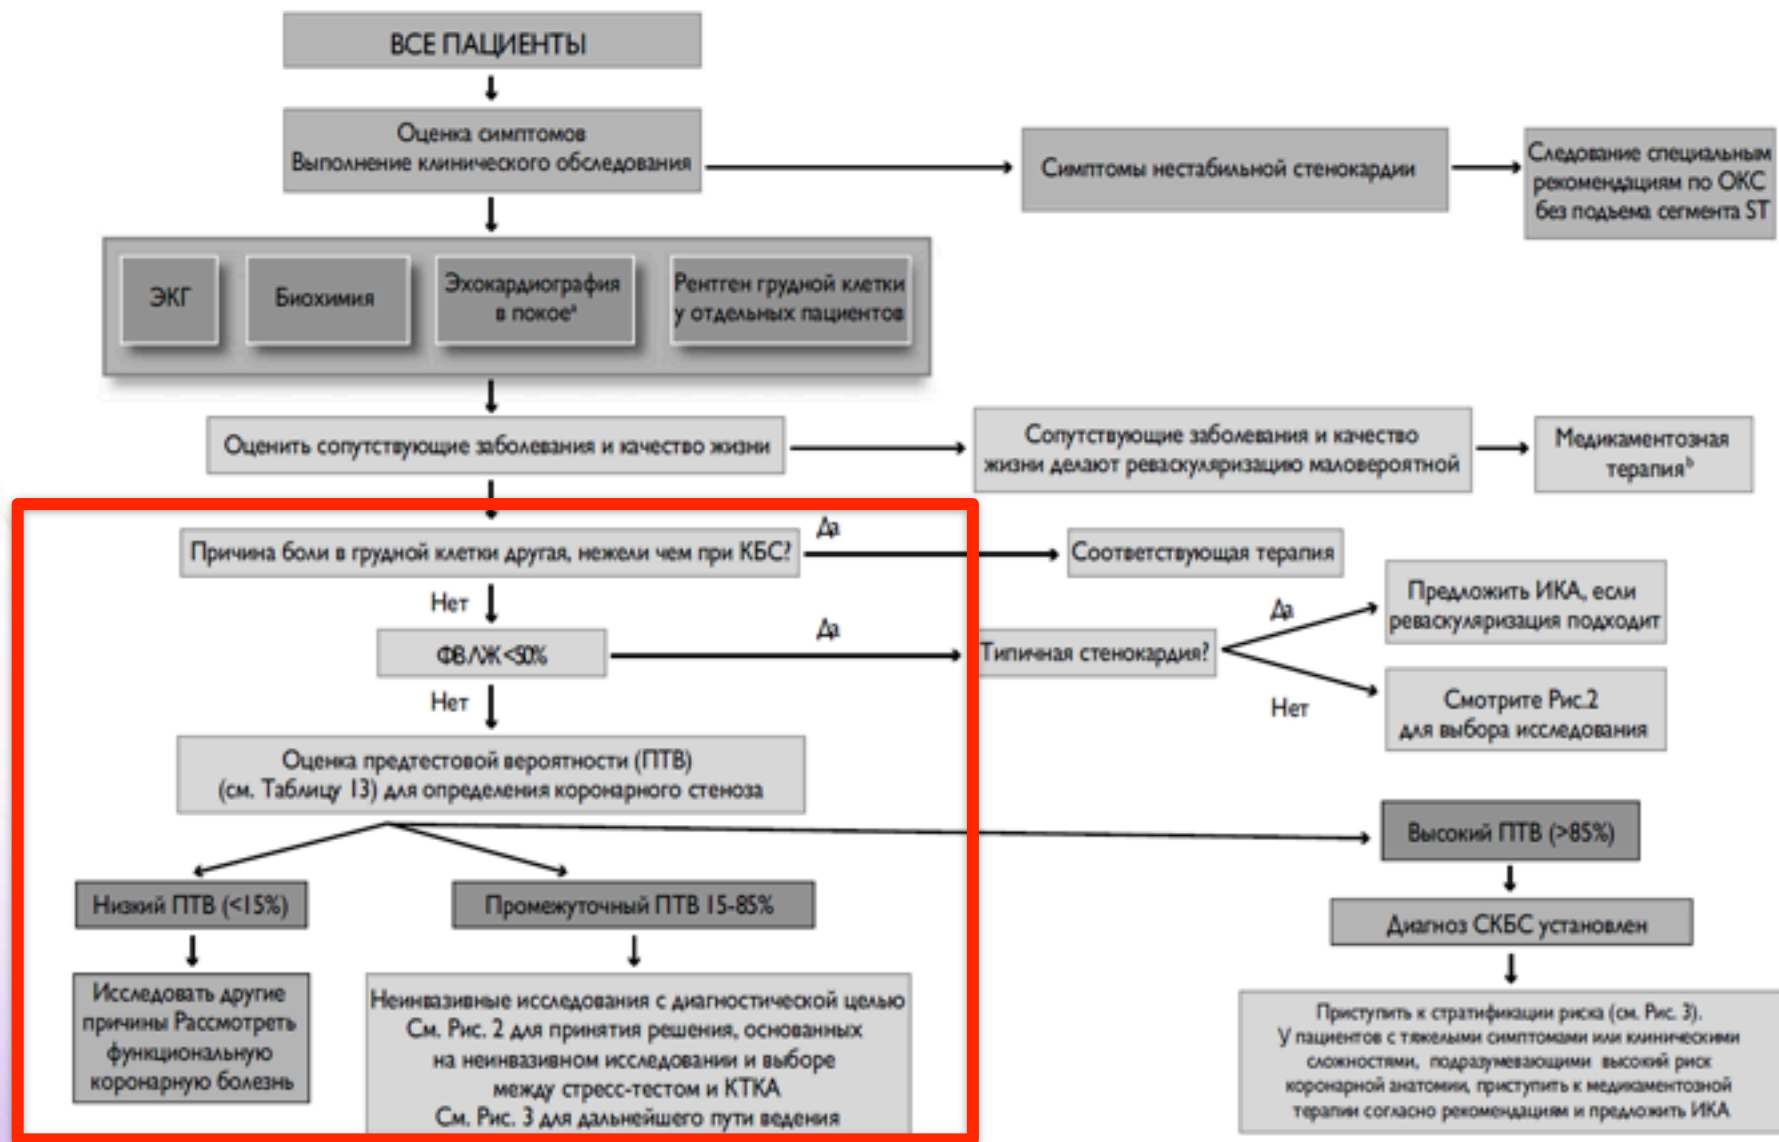 ВСЕ ПАЦИЕНТЫ
Оценка симптомов
Выполнение клинического обследования
Симптомы нестабильной стенокардии
Следование специальным
рекомендациям по ОКС
без подъема сегмента ST
ЭКГ
Биохимия
Эхокардиография
в покоеᵃ
Рентген грудной клетки
у отдельных пациентов
Оценить сопутствующие заболевания и качество жизни
Сопутствующие заболевания и качество
жизни делают реваскуляризацию маловероятной
Медикаментозная
терапияᵇ
Причина боли в грудной клетки другая, нежели чем при КБС?
Да
Соответствующая терапия
Нет
ФВ ЛЖ <50%
Да
Типичная стенокардия?
Да
Предложить ИКА, если
реваскуляризация подходит
Нет
Смотрите Рис.2
для выбора исследования
Нет
Оценка предтестовой вероятности (ПТВ)
(см. Таблицу 13) для определения коронарного стеноза
Низкий ПТВ (<15%)
Промежуточный ПТВ 15-85%
Высокий ПТВ (>85%)
Исследовать другие
причины Рассмотреть
функциональную
коронарную болезнь
Неинвазивные исследования с диагностической целью
См. Рис. 2 для принятия решения, основанных
на неинвазивном исследовании и выборе
между стресс-тестом и КТКА
См. Рис. 3 для дальнейшего пути ведения
Диагноз СКБС установлен
Приступить к стратификации риска (см. Рис. 3).
У пациентов с тяжелыми симптомами или клиническими
сложностями, подразумевающими высокий риск
коронарной анатомии, приступить к медикаментозной
терапии согласно рекомендациям и предложить ИКА